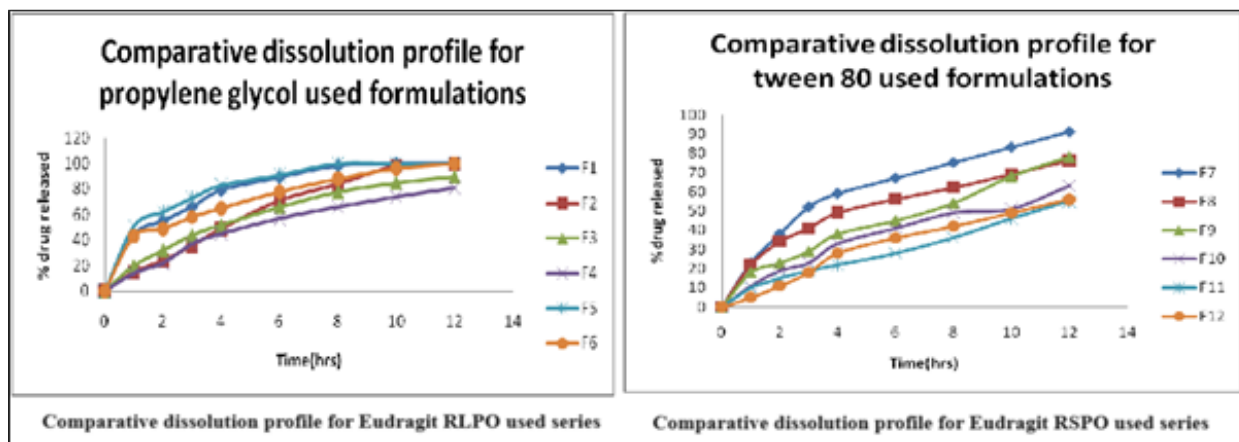 Comparative dissolution profile for
propylene glycol used formulations
% drug released
120
100
80
60
40
20
0
0 2 4 6 8 10 12 14
Time(hrs)
F1
F2
F3
F4
F5
F6
Comparative dissolution profile for Eudragit RLPO used series
Comparative dissolution profile for
tween 80 used formulations
% drug released
100
90
80
70
60
50
40
30
20
10
0
0 2 4 6 8 10 12 14
Time(hrs)
F7
F8
F9
F10
F11
F12
Comparative dissolution profile for Eudragit RSPO used series